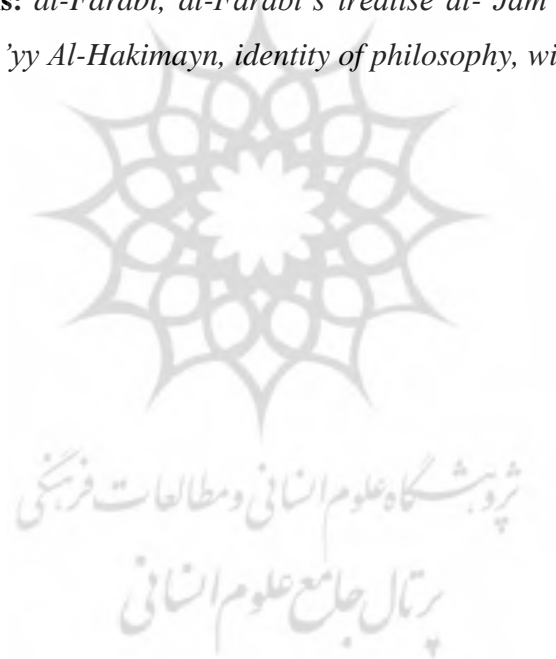 s: al-Farabi, al-Farabi's treatise al- Jam
'yy Al-Hakimayn, identity of philosophy, wi
پژوهشگاه علوم انسانی و مطالعات فرهنگی
پرتال جامع علوم انسانی